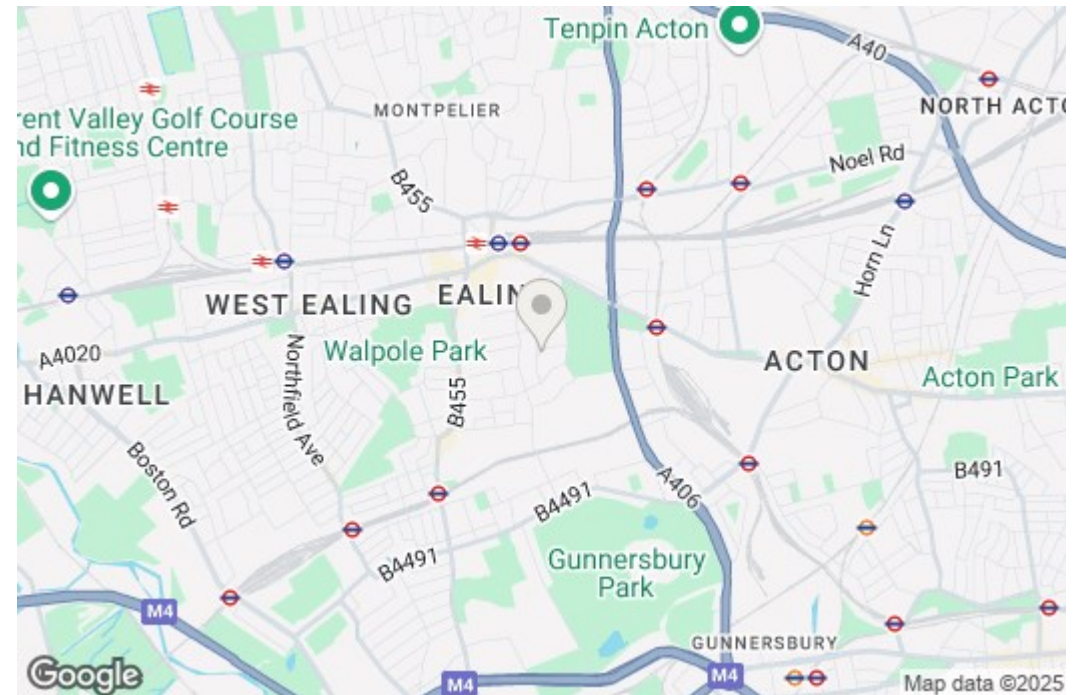 Tenpin Acton
A40
MONTPELIER
NORTH ACTO
rent Valley Golf Course
nd Fitness Centre
Noel Rd
B455
Horn Ln
WEST EALING
EALIN
Walpole Park
A4020
Northfield Ave
B455
ACTON
Acton Park
HANWELL
Boston Rd
B4491
A406
B491
B4491
Gunnersbury
Park
M4
GUNNERSBURY
M4
M4
Google
Map data ©2025